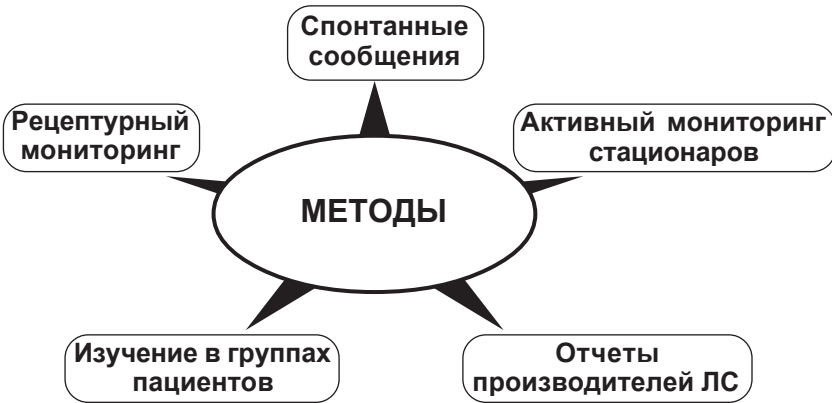 Спонтанные
сообщения
Рецептурный
мониторинг
Активный мониторинг
стационаров
МЕТОДЫ
Изучение в группах
пациентов
Отчеты
производителей ЛС